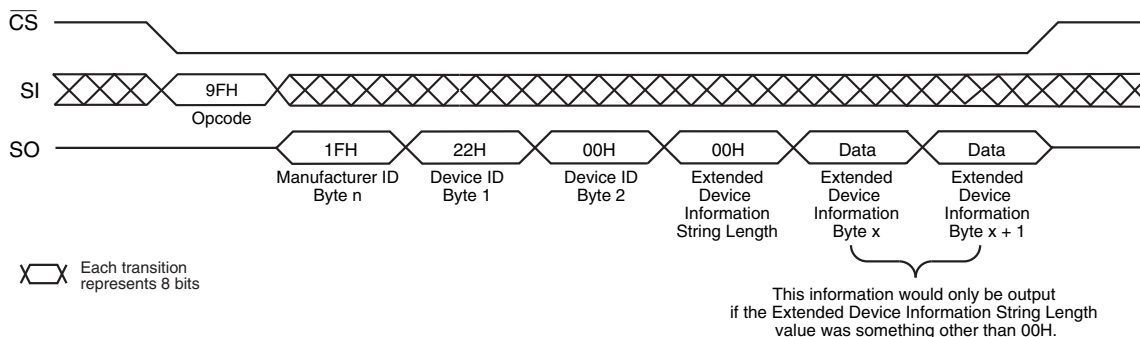 CS
SI
9FH
Opcode
SO
1FH
22H
00H
00H
Data
Data
Manufacturer ID
Byte n
Device ID
Byte 1
Device ID
Byte 2
Extended
Device
Information
String Length
Extended
Device
Information
Byte x
Extended
Device
Information
Byte x + 1
Each transition
represents 8 bits
This information would only be output
if the Extended Device Information String Length
value was something other than 00H.